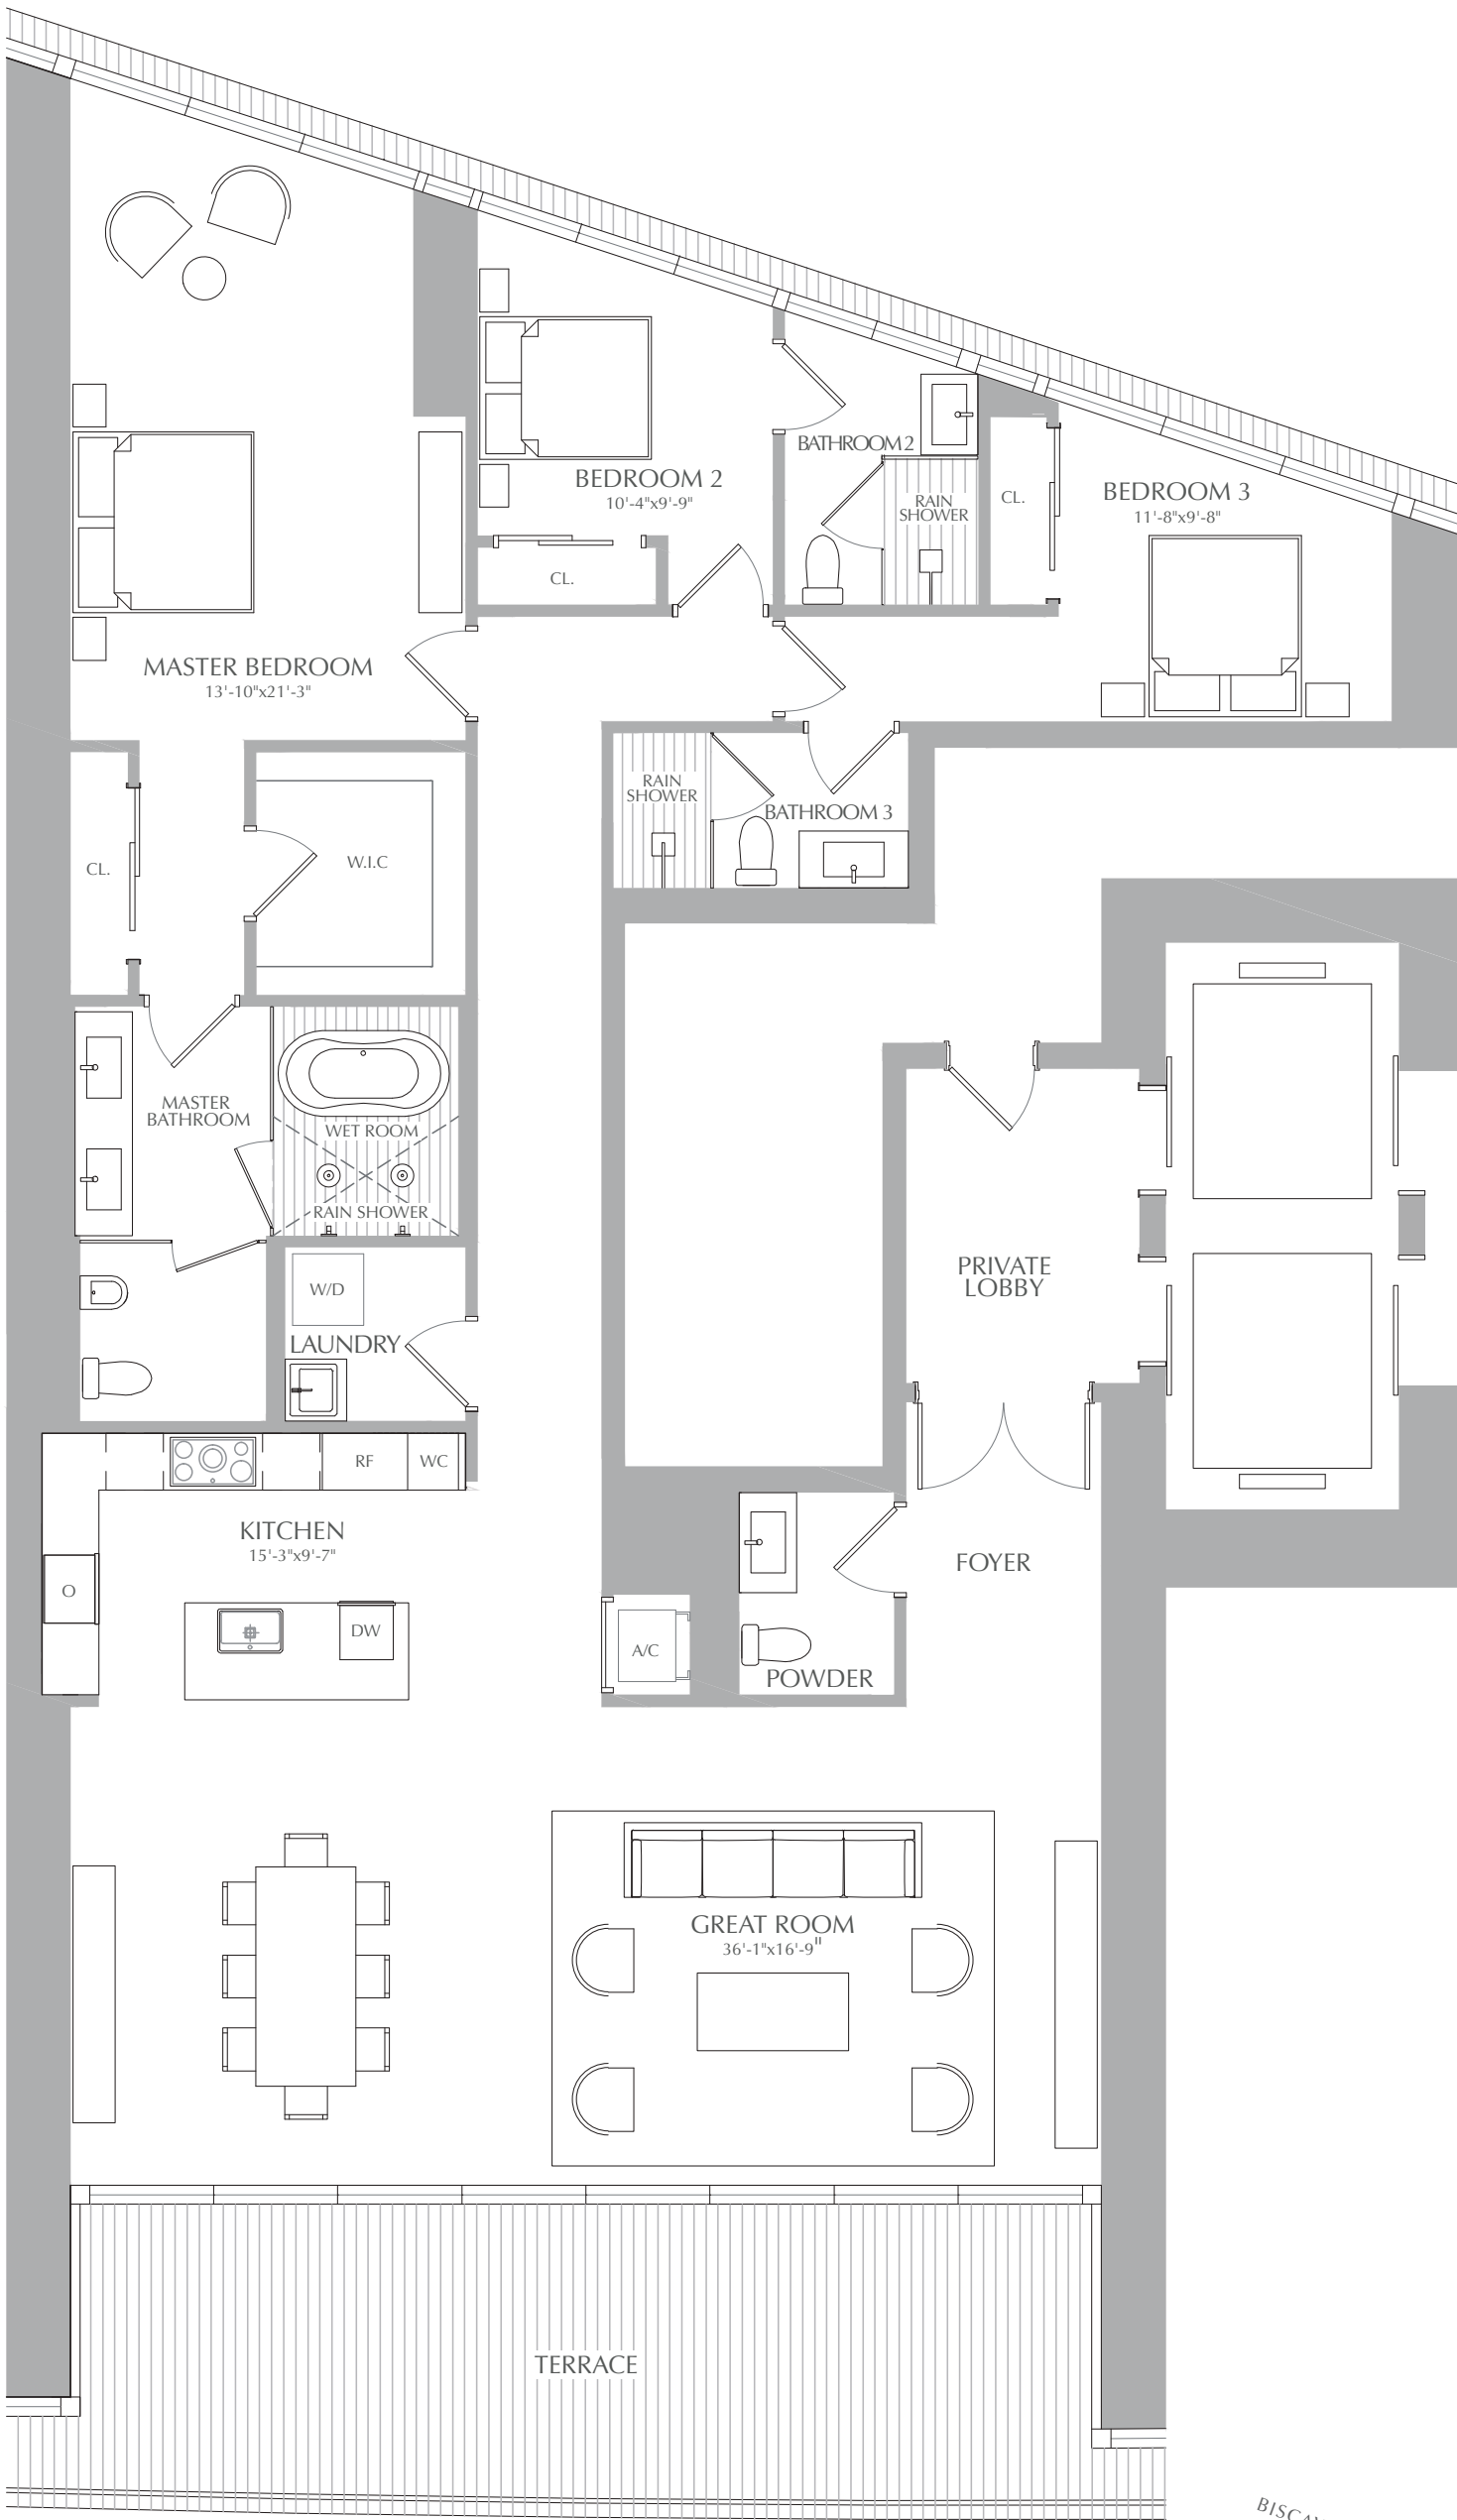 BATHROOM 2
BEDROOM 2
10'-4"x9'-9"
RAIN
SHOWER
CL.
BEDROOM 3
11'-8"x9'-8"
CL.
MASTER BEDROOM
13'-10"x21'-3"
RAIN
SHOWER
BATHROOM 3
CL.
W.I.C
MASTER
BATHROOM
WET ROOM
RAIN SHOWER
PRIVATE
LOBBY
W/D
LAUNDRY
RF
WC
KITCHEN
15'-3"x9'-7"
FOYER
O
DW
A/C
POWDER
GREAT ROOM
36'-1"x16'-9"
TERRACE